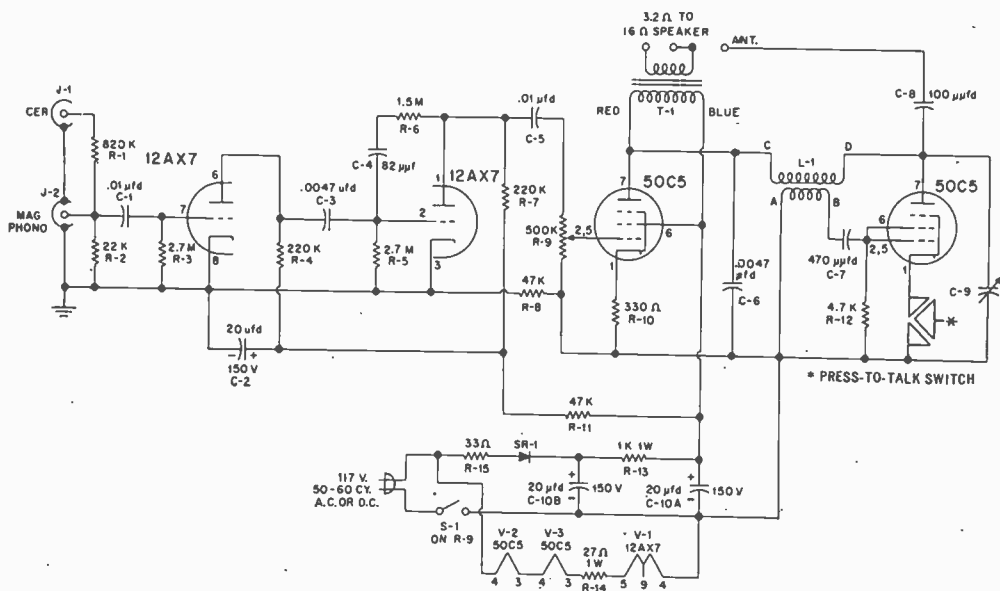 3.2 Ω TO
16 Ω SPEAKER
ANT.
J-1
CER
820 K
R-1
J-2
MAG
PHONO
.01 µfd
C-1
22 K
R-2
2.7 M
R-3
12AX7
6
7
8
20 ufd
- +
150 V
C-2
220 K
R-4
.0047 ufd
C-3
1.5 M
R-6
C-4
82 µµf
2.7 M
R-5
12AX7
1
2
3
.01 µfd
C-5
220 K
R-7
500K
R-9
47 K
R-8
RED
T-1
BLUE
50C5
7
2,5
6
1
330 Ω
R-10
.0047
µfd
C-6
C
L-1
D
A
B
C-8
100 µµfd
470 µµfd
C-7
50C5
7
6
2,5
1
4.7 K
R-12
C-9
*
* PRESS-TO-TALK SWITCH
47 K
R-11
33 Ω
R-15
SR-1
1 K 1W
R-13
117 V.
50-60 CY.
A.C. OR D.C.
S-1
ON R-9
+
20 µfd
C-10B
-
150 V
+
20 µfd
C-10A
-
150 V
V-2
50C5
4 3
V-3
50C5
4 3
27 Ω
1 W
R-14
V-1
12AX7
5 9 4